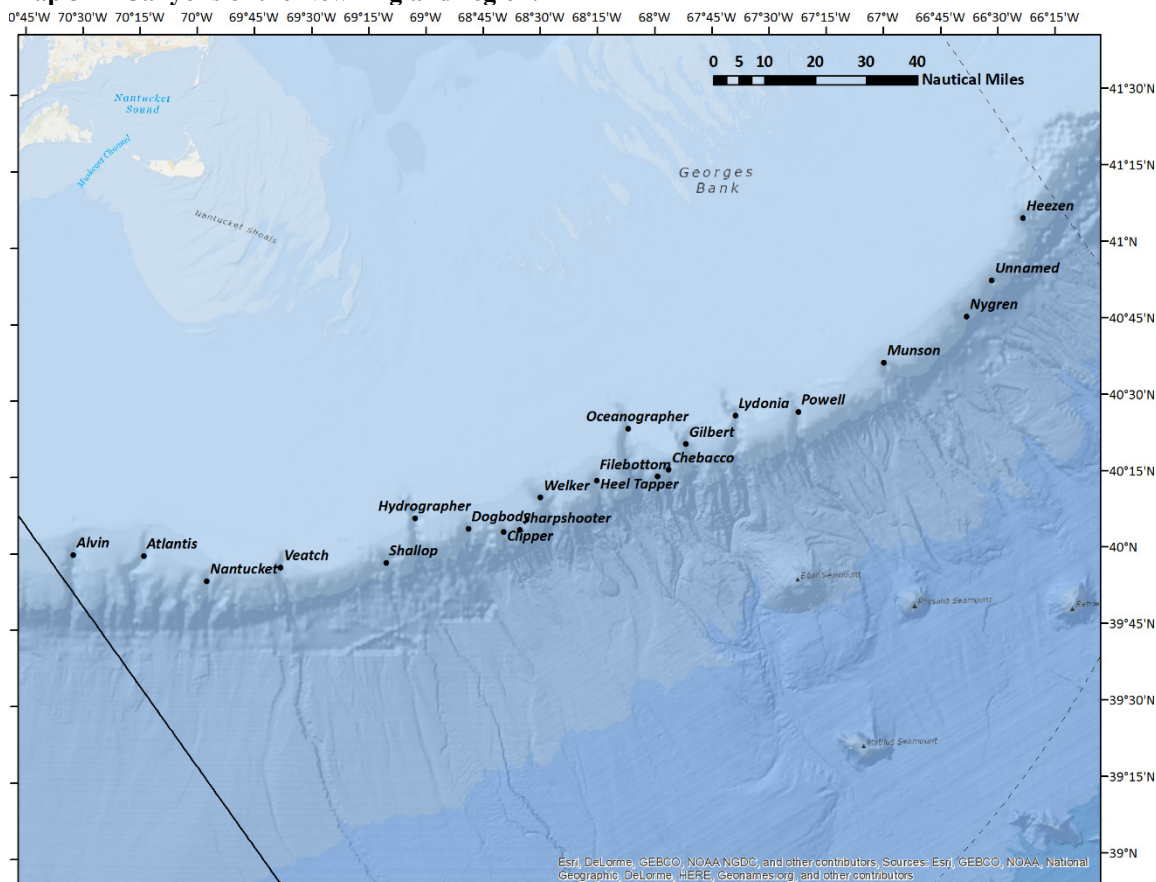 70°45'W 70°30'W 70°15'W 70°0'W 69°45'W 69°30'W 69°15'W 69°W 68°45'W 68°30'W 68°15'W 68°W 67°45'W 67°30'W 67°15'W 67°W 66°45'W 66°30'W 66°15'W
0 5 10 20 30 40
Nautical Miles
41°30'N
Nantucket
Sound
Muskeget Channel
41°15'N
Georges
Bank
Nantucket Shoals
Heezen
41°N
Unnamed
Nygren
40°45'N
Munson
40°30'N
Lydonia
Powell
Oceanographer
Gilbert
Chebacco
40°15'N
Filebottom
Heel Tapper
Welker
Hydrographer
Dogbody
Sharpshooter
Clipper
Alvin
Atlantis
Veatch
Shallop
40°N
Nantucket
Bear Seamount
Physalia Seamount
39°45'N
39°30'N
Mytilus Seamount
39°15'N
39°N
Esri, DeLorme, GEBCO, NOAA NGDC, and other contributors, Sources: Esri, GEBCO, NOAA, National
Geographic, DeLorme, HERE, Geonames.org, and other contributors